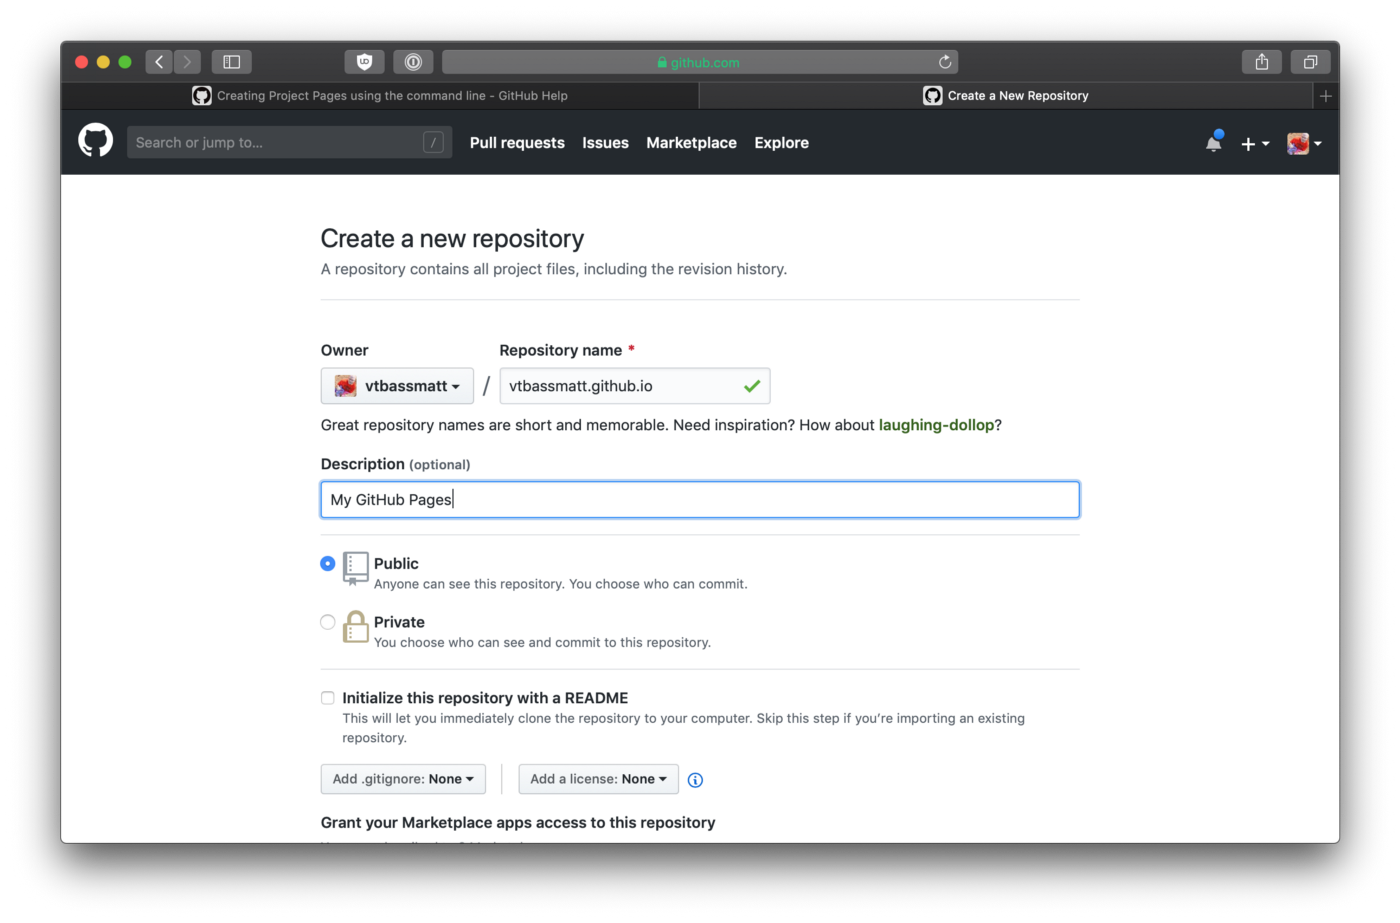 github.com
Creating Project Pages using the command line - GitHub Help
Create a New Repository
Search or jump to...
/
Pull requests
Issues
Marketplace
Explore
Create a new repository
A repository contains all project files, including the revision history.
Owner
Repository name *
vtbassmatt
/
vtbassmatt.github.io
Great repository names are short and memorable. Need inspiration? How about laughing-dollop?
Description (optional)
My GitHub Pages
Public
Anyone can see this repository. You choose who can commit.
Private
You choose who can see and commit to this repository.
Initialize this repository with a README
This will let you immediately clone the repository to your computer. Skip this step if you’re importing an existing
repository.
Add .gitignore: None
Add a license: None
Grant your Marketplace apps access to this repository